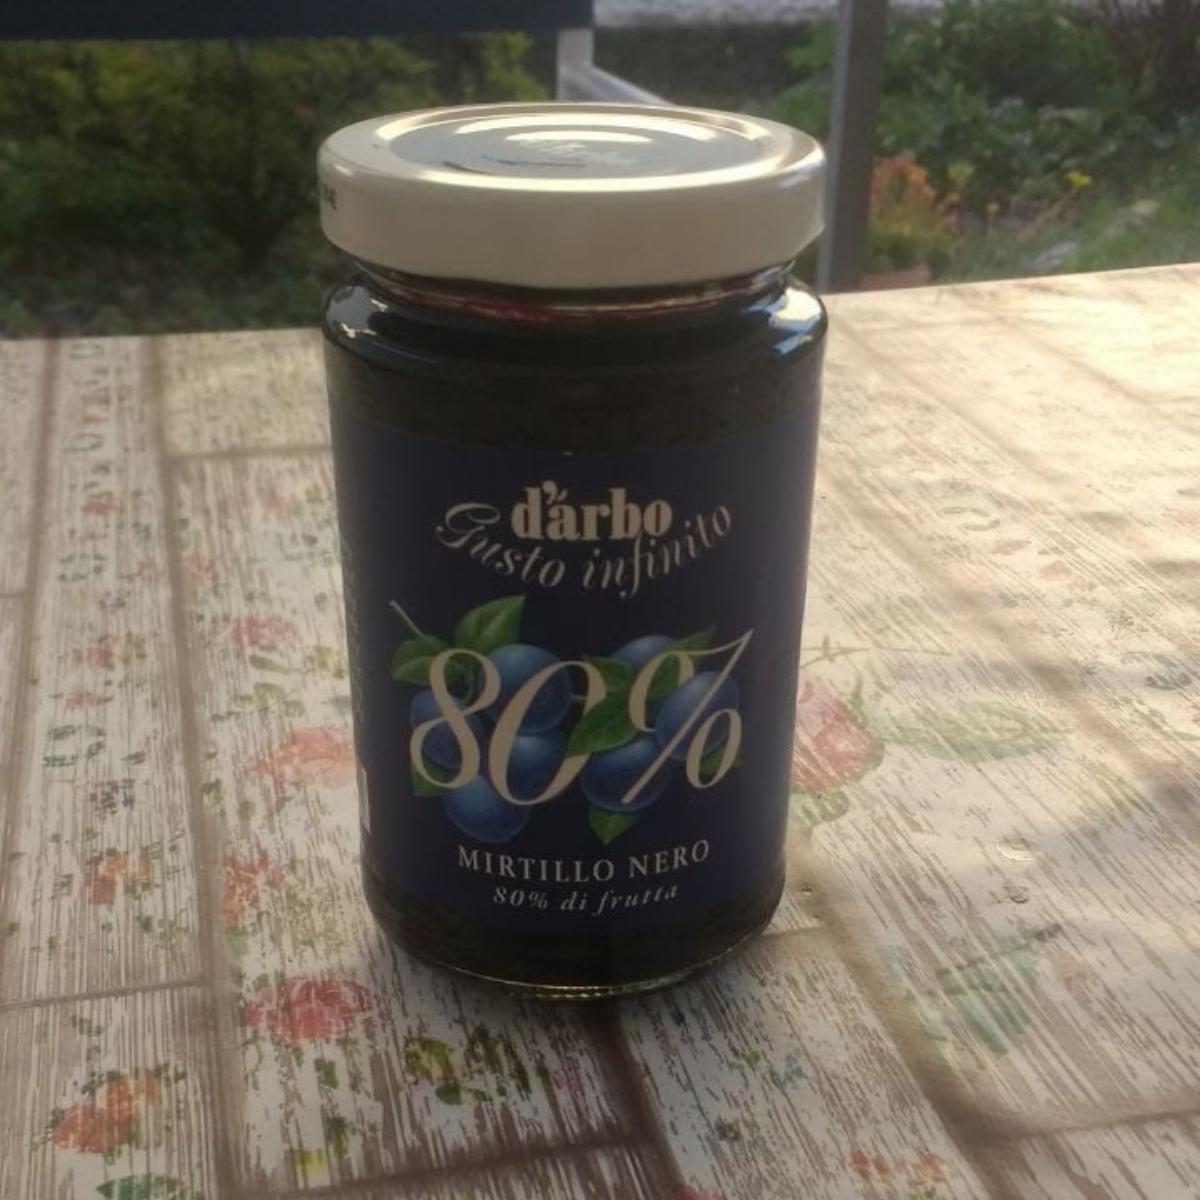 d'arbo
Gusto infinito
80%
MIRTILLO NERO
80% di frutta